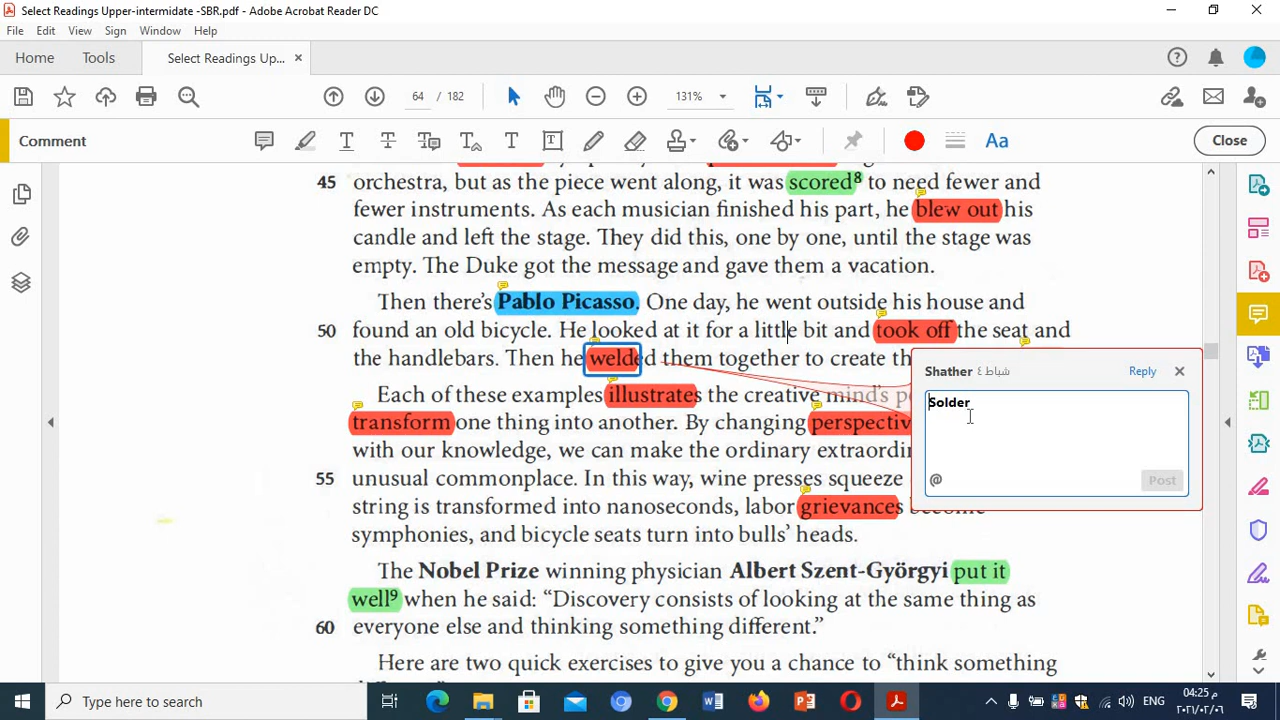 Select Readings Upper-intermidate -SBR.pdf - Adobe Acrobat Reader DC
File Edit View Sign Window Help
Home Tools Select Readings Up... ×
64 / 182 131%
Comment Close
45 orchestra, but as the piece went along, it was scored⁸ to need fewer and
fewer instruments. As each musician finished his part, he blew out his
candle and left the stage. They did this, one by one, until the stage was
empty. The Duke got the message and gave them a vacation.
Then there's Pablo Picasso. One day, he went outside his house and
50 found an old bicycle. He looked at it for a little bit and took off the seat and
the handlebars. Then he welded them together to create th
Shather ٤ شباط Reply
Solder
@ Post
Each of these examples illustrates the creative mind's po
transform one thing into another. By changing perspectiv
with our knowledge, we can make the ordinary extraordin
55 unusual commonplace. In this way, wine presses squeeze
string is transformed into nanoseconds, labor grievances become
symphonies, and bicycle seats turn into bulls' heads.
The Nobel Prize winning physician Albert Szent-Györgyi put it
well⁹ when he said: “Discovery consists of looking at the same thing as
60 everyone else and thinking something different.”
Here are two quick exercises to give you a chance to “think something
Type here to search
ENG
04:25 م
٢٠٢١/٠٢/٠٦